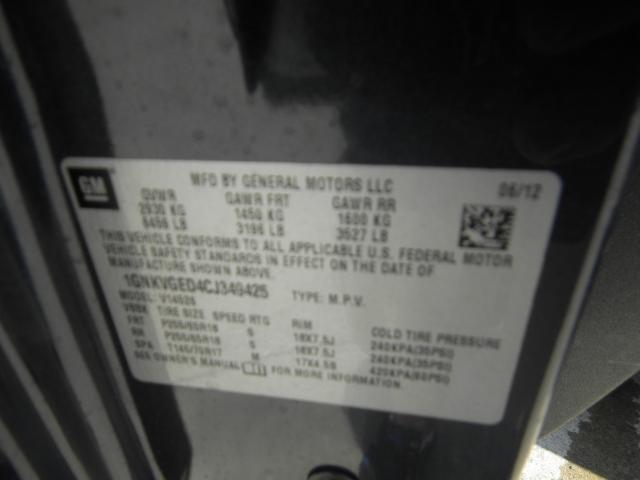 GM
MFD BY GENERAL MOTORS LLC 06/12
GVWR GAWR FRT GAWR RR
2930 KG 1450 KG 1600 KG
6459 LB 3196 LB 3527 LB
THIS VEHICLE CONFORMS TO ALL APPLICABLE U.S. FEDERAL MOTOR
VEHICLE SAFETY STANDARDS IN EFFECT ON THE DATE OF
MANUFACTURE SHOWN ABOVE.
1GNKVGED4CJ349425 TYPE: M.P.V.
MODEL: V14526
TIRE SIZE SPEED RTG RIM COLD TIRE PRESSURE
FRT P255/65R18 S 18X7.5J 240KPA(35PSI)
RR P255/65R18 S 18X7.5J 240KPA(35PSI)
SPA T145/70R17 M 17X4.5B 420KPA(60PSI)
SEE OWNER'S MANUAL FOR MORE INFORMATION